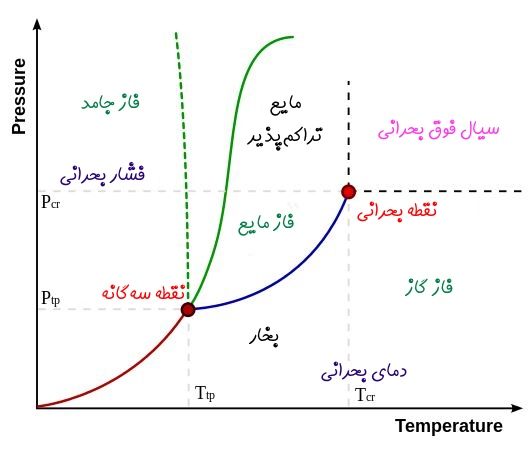 Pressure
فاز جامد
مایع
تراکم‌پذیر
سیال فوق بحرانی
فشار بحرانی
Pcr
نقطه بحرانی
فاز مایع
نقطه سه‌گانه
Ptp
فاز گاز
بخار
دمای بحرانی
Ttp
Tcr
Temperature